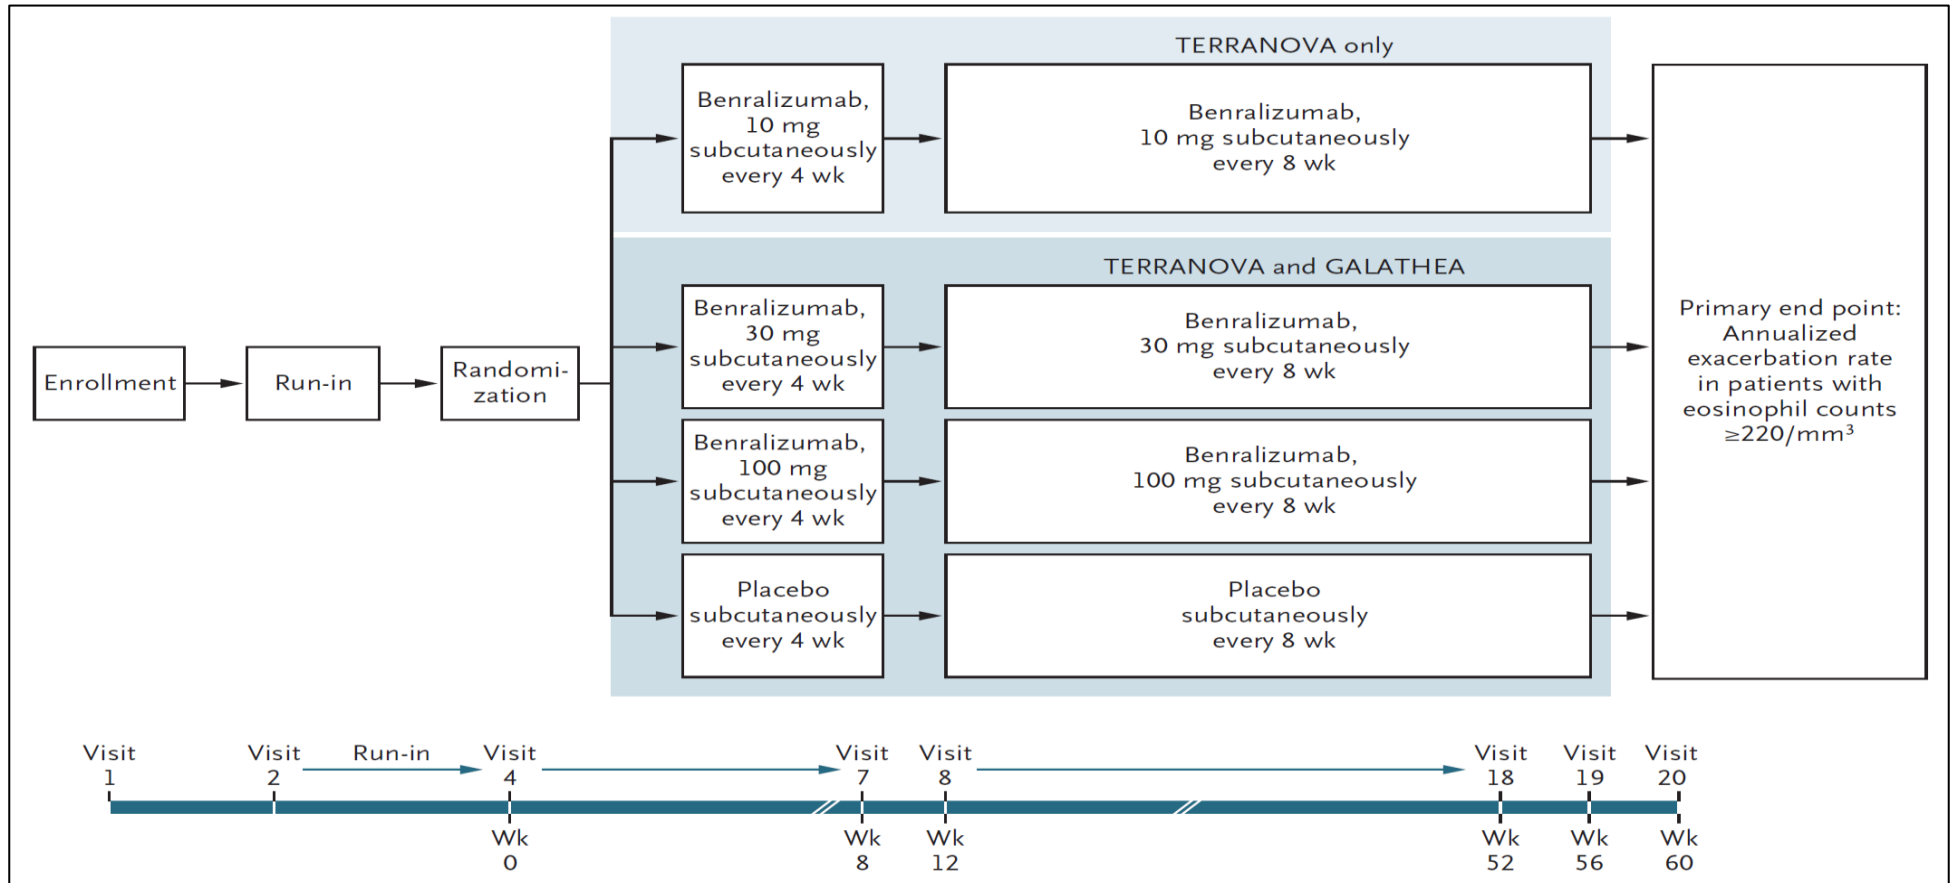 TERRANOVA only
Benralizumab,
10 mg
subcutaneously
every 4 wk
Benralizumab,
10 mg subcutaneously
every 8 wk
TERRANOVA and GALATHEA
Enrollment
Run-in
Randomi-
zation
Benralizumab,
30 mg
subcutaneously
every 4 wk
Benralizumab,
30 mg subcutaneously
every 8 wk
Benralizumab,
100 mg
subcutaneously
every 4 wk
Benralizumab,
100 mg subcutaneously
every 8 wk
Placebo
subcutaneously
every 4 wk
Placebo
subcutaneously
every 8 wk
Primary end point:
Annualized
exacerbation rate
in patients with
eosinophil counts
≥220/mm³
Visit
1
Visit
2
Run-in
Visit
4
Visit
7
Visit
8
Visit
18
Visit
19
Visit
20
Wk
0
Wk
8
Wk
12
Wk
52
Wk
56
Wk
60